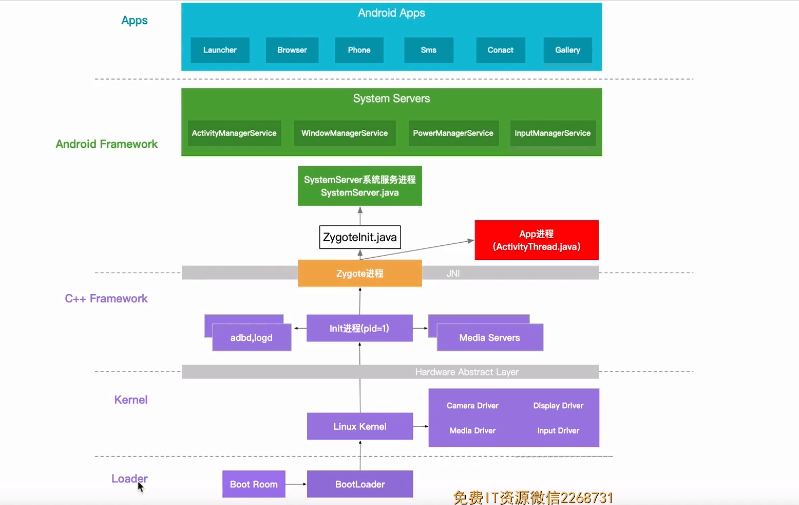 Apps
Android Apps
Launcher
Browser
Phone
Sms
Conact
Gallery
Android Framework
System Servers
ActivityManagerService
WindowManagerService
PowerManagerService
InputManagerService
SystemServer系统服务进程
SystemServer.java
ZygoteInit.java
App进程
(ActivityThread.java)
Zygote进程
JNI
C++ Framework
adbd,logd
Init进程(pid=1)
Media Servers
Hardware Abstract Layer
Kernel
Linux Kernel
Camera Driver
Display Driver
Media Driver
Input Driver
Loader
Boot Room
BootLoader
免费IT资源微信2268731